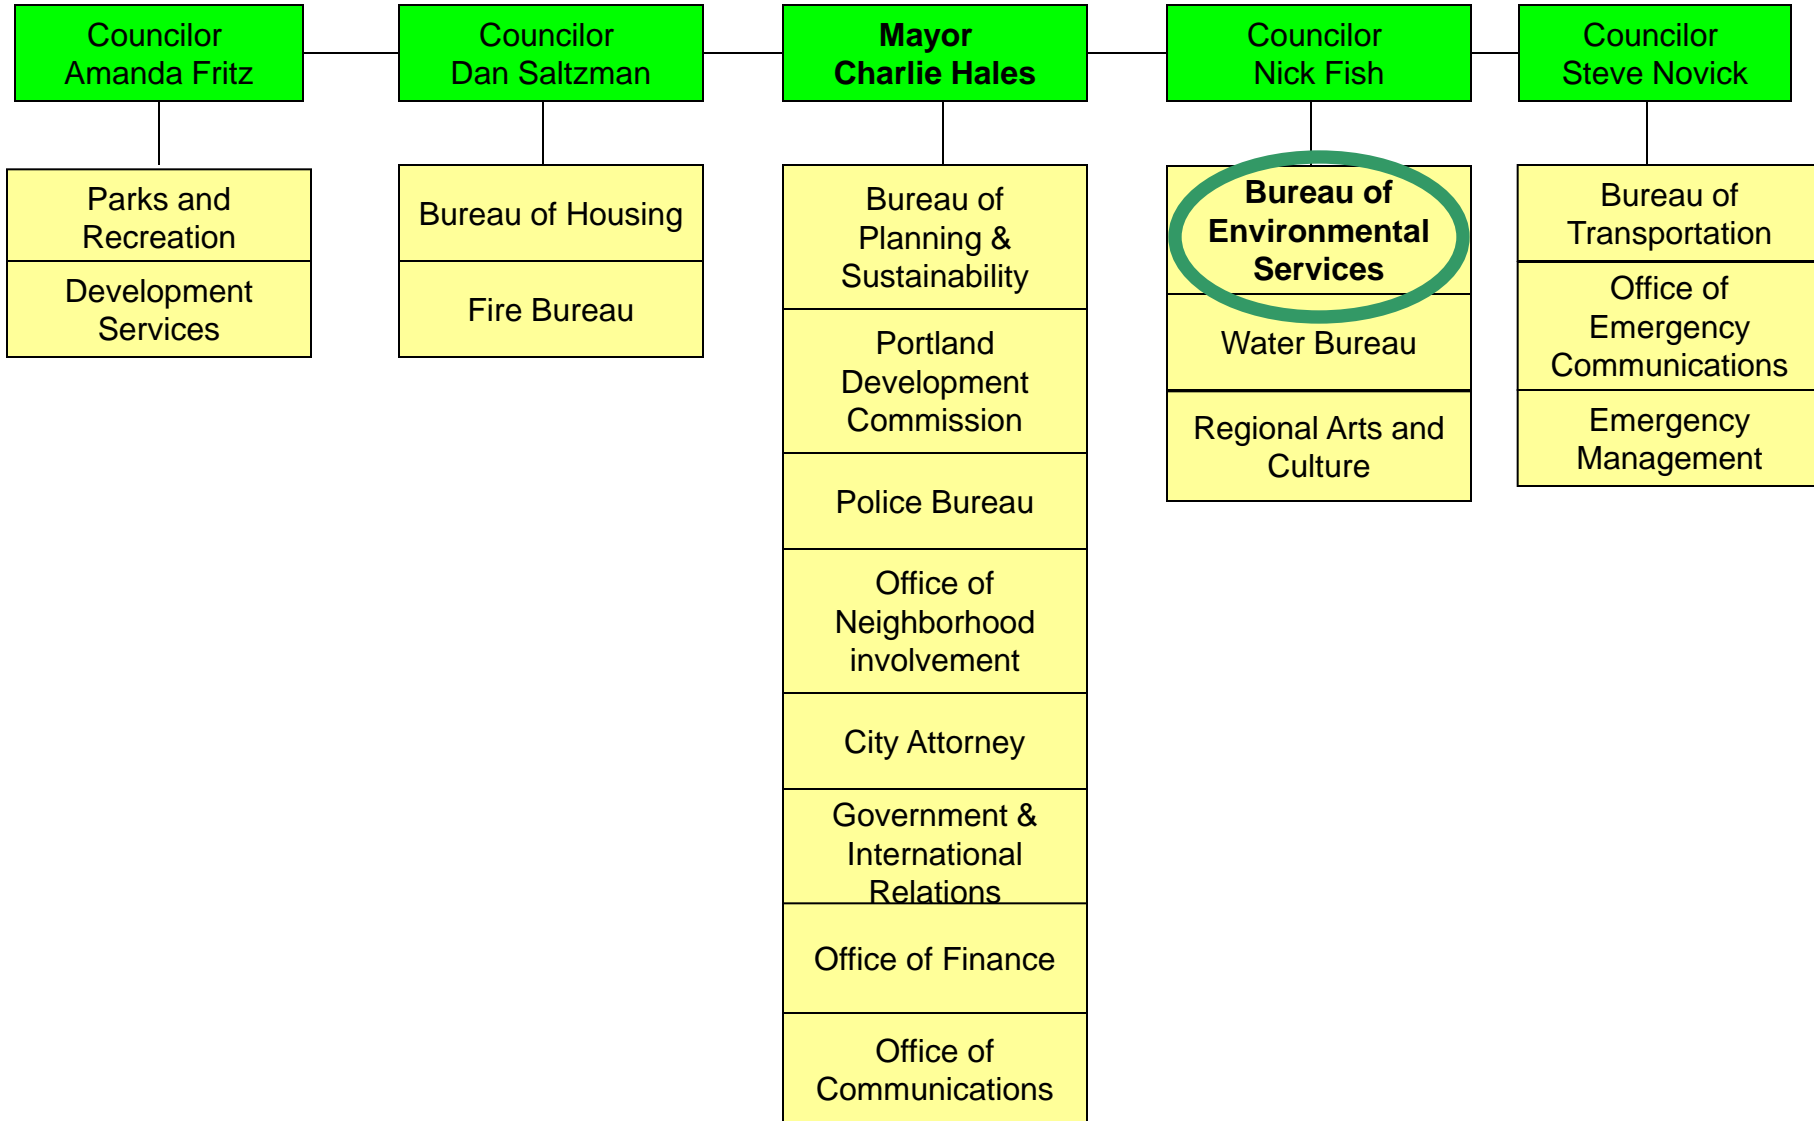 Councilor
Amanda Fritz
Councilor
Dan Saltzman
Mayor
Charlie Hales
Councilor
Nick Fish
Councilor
Steve Novick
Parks and
Recreation
Development
Services
Bureau of Housing
Fire Bureau
Bureau of
Planning &
Sustainability
Portland
Development
Commission
Police Bureau
Office of
Neighborhood
involvement
City Attorney
Government &
International
Relations
Office of Finance
Office of
Communications
Bureau of
Environmental
Services
Water Bureau
Regional Arts and
Culture
Bureau of
Transportation
Office of
Emergency
Communications
Emergency
Management